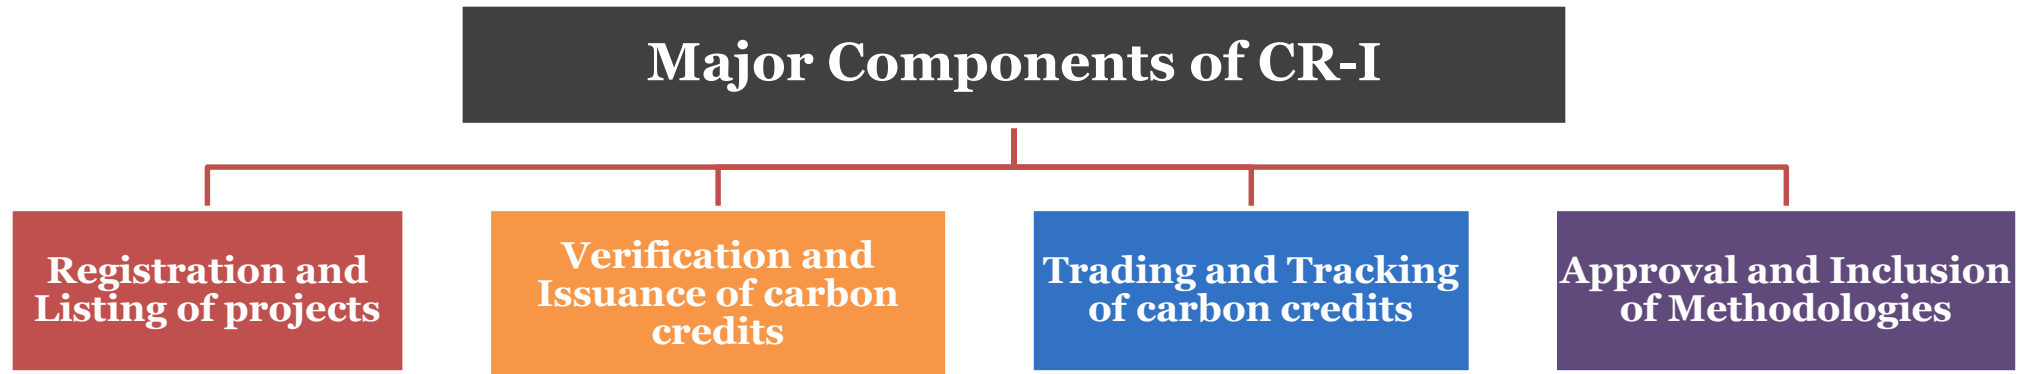 Major Components of CR-I
Registration and
Listing of projects
Verification and
Issuance of carbon
credits
Trading and Tracking
of carbon credits
Approval and Inclusion
of Methodologies